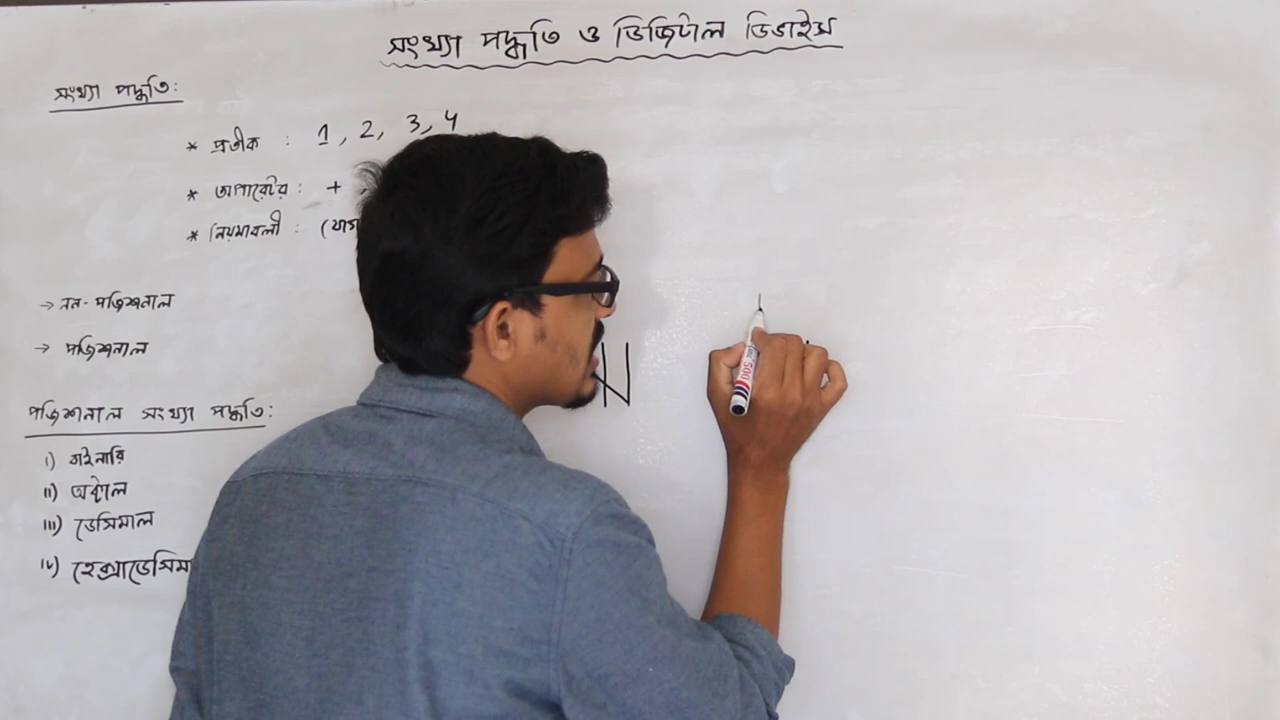 সংখ্যা পদ্ধতি ও ডিজিটাল ডিভাইস
সংখ্যা পদ্ধতি:
* প্রতীক : 1, 2, 3, 4
* অপারেটর : +
* নিয়মাবলী : (যোগ
→ নন-পজিশনাল
→ পজিশনাল
পজিশনাল সংখ্যা পদ্ধতি:
i) বাইনারি
ii) অক্টাল
iii) ডেসিমাল
iv) হেক্সাডেসিমা
N